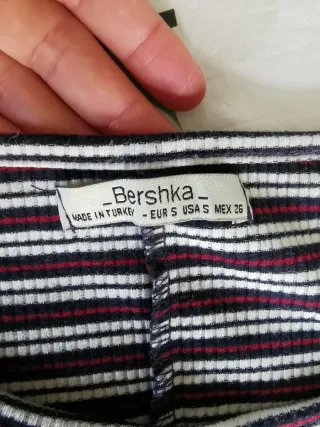 _Bershka_
MADE IN TURKEY - EUR S USA S MEX 26